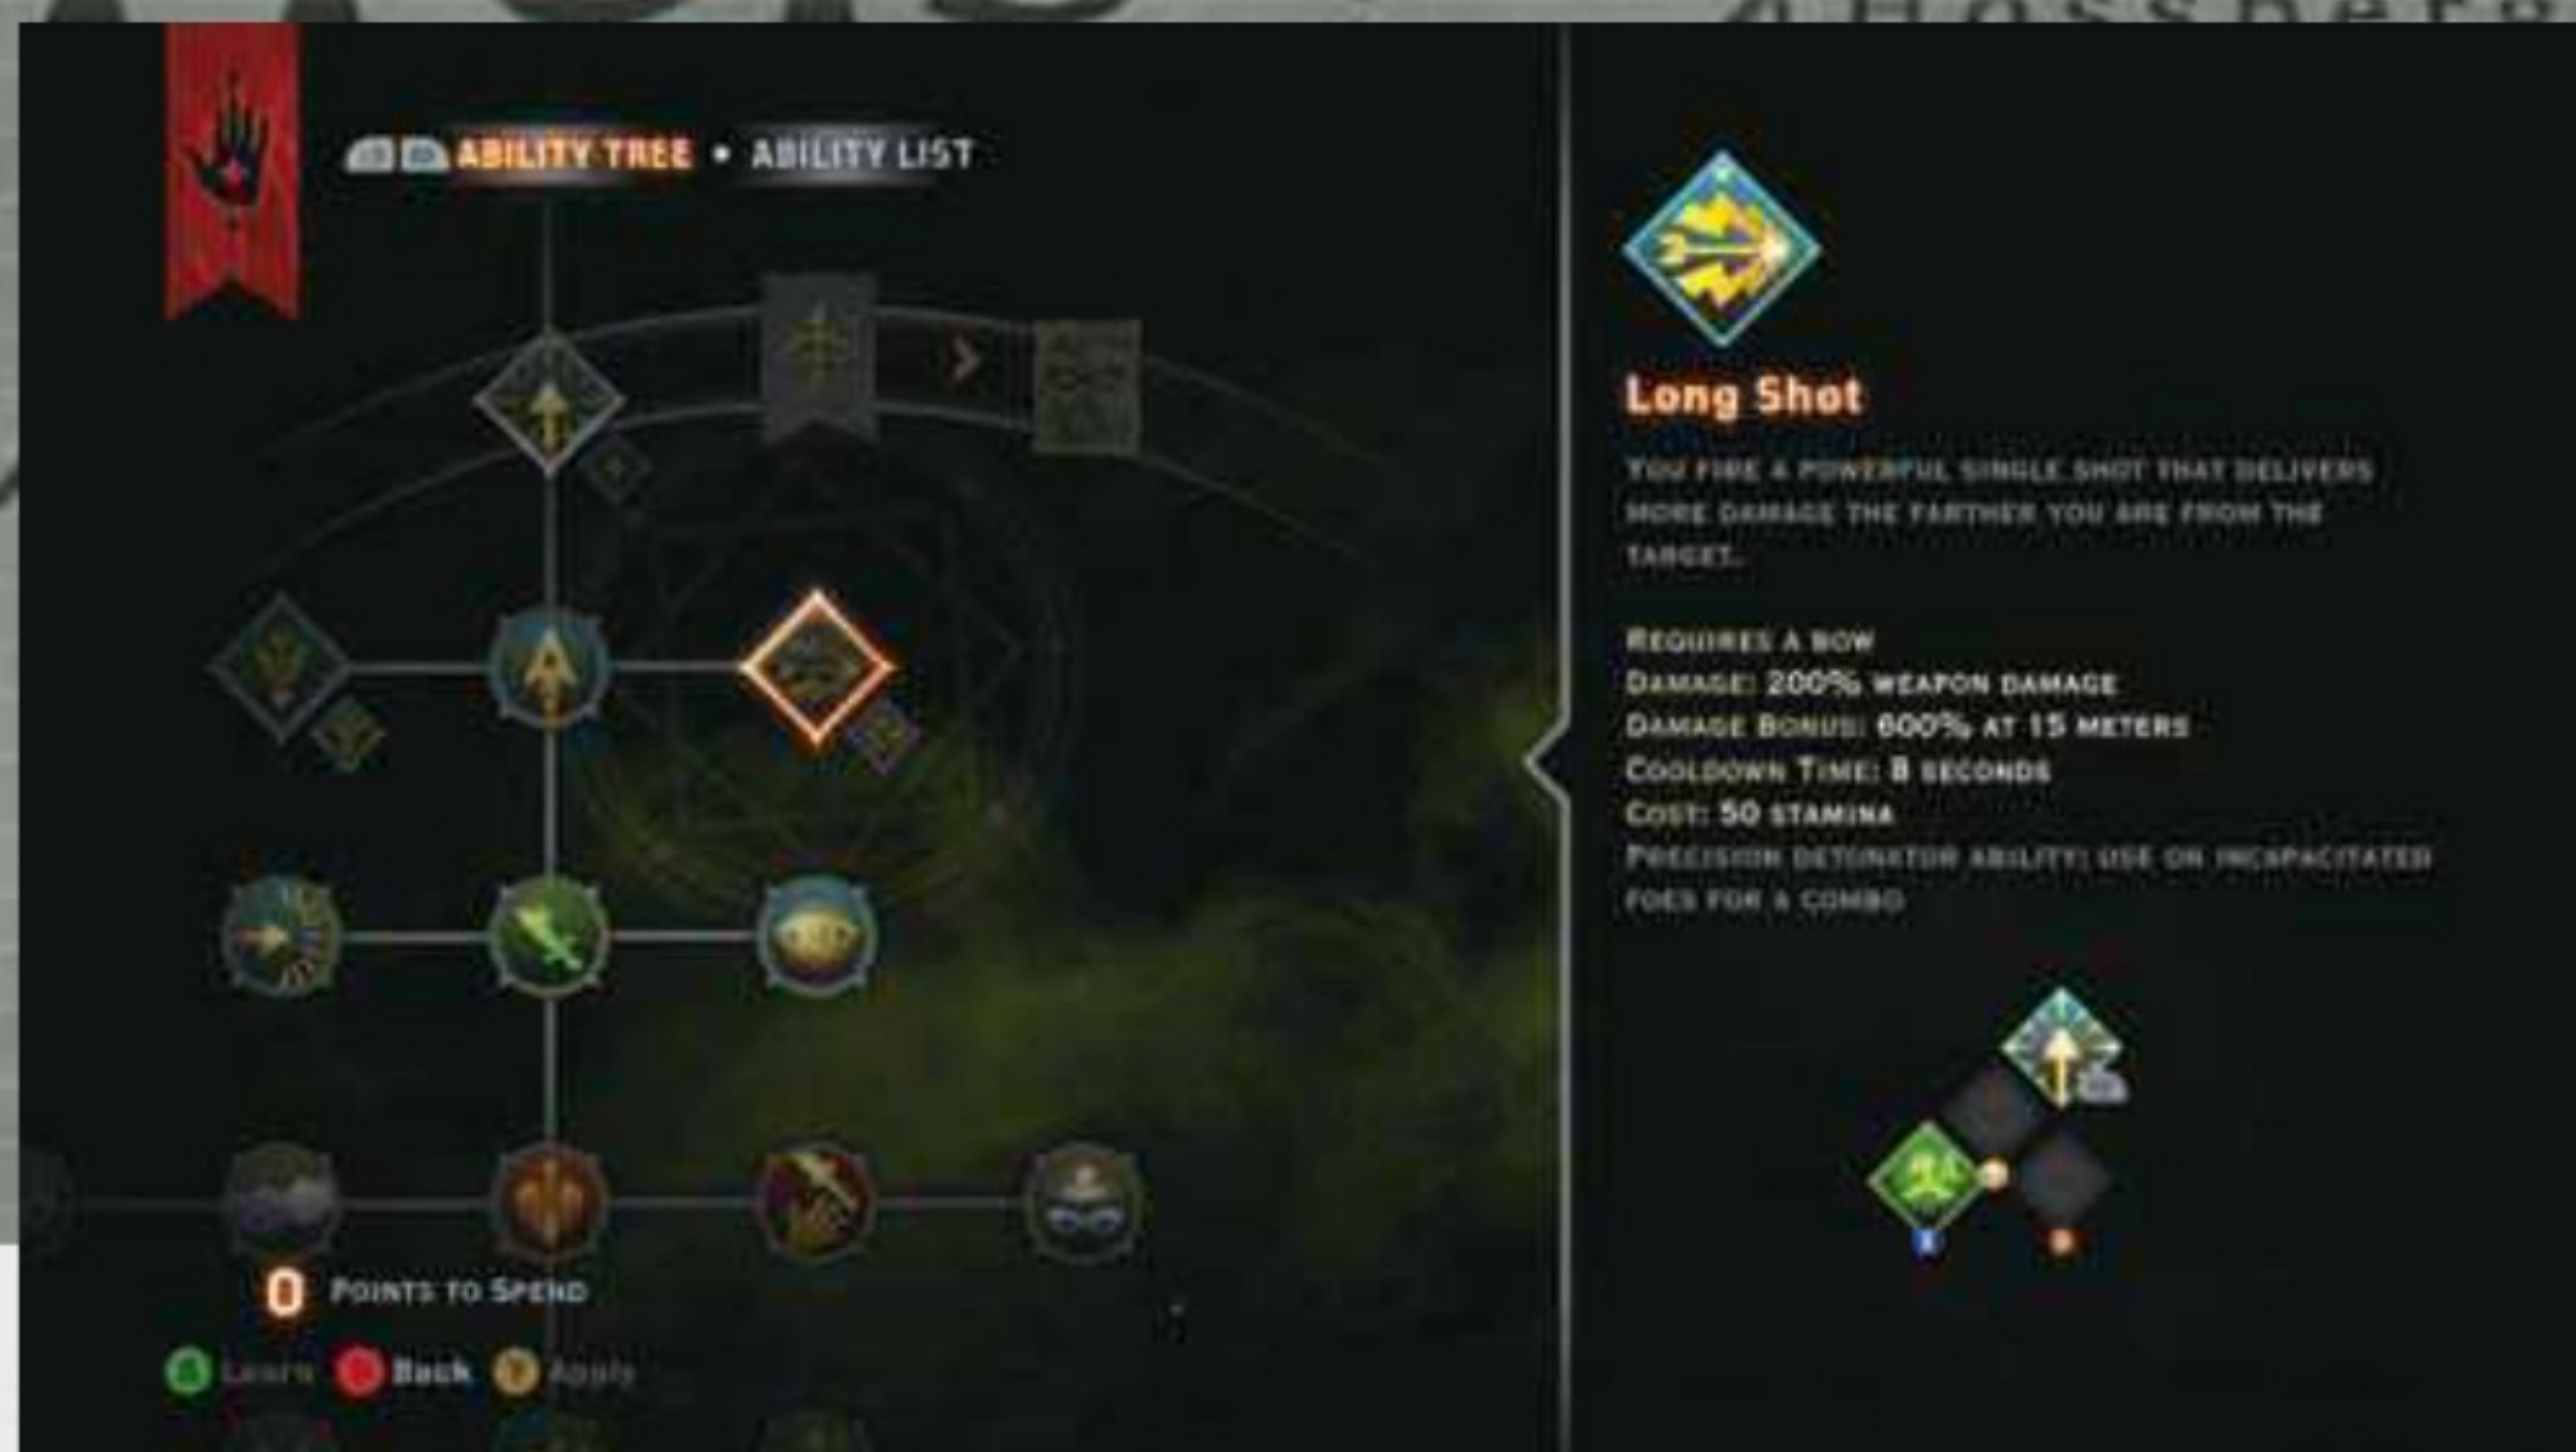 ABILITY TREE • ABILITY LIST
Long Shot
YOU FIRE A POWERFUL SINGLE SHOT THAT DELIVERS
MORE DAMAGE THE FARTHER YOU ARE FROM THE
TARGET.
REQUIRES A BOW
DAMAGE: 200% WEAPON DAMAGE
DAMAGE BONUS: 600% AT 15 METERS
COOLDOWN TIME: 8 SECONDS
COST: 50 STAMINA
PRECISION DETONATOR ABILITY; USE ON INCAPACITATED
FOES FOR A COMBO
0 POINTS TO SPEND
Learn Back Apply